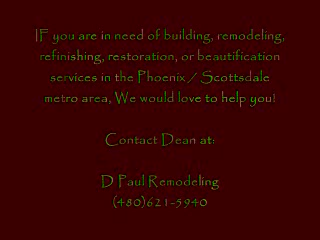 IF you are in need of building, remodeling,
refinishing, restoration, or beautification
services in the Phoenix / Scottsdale
metro area, We would love to help you!
Contact Dean at:
D Paul Remodeling
(480)621-5940